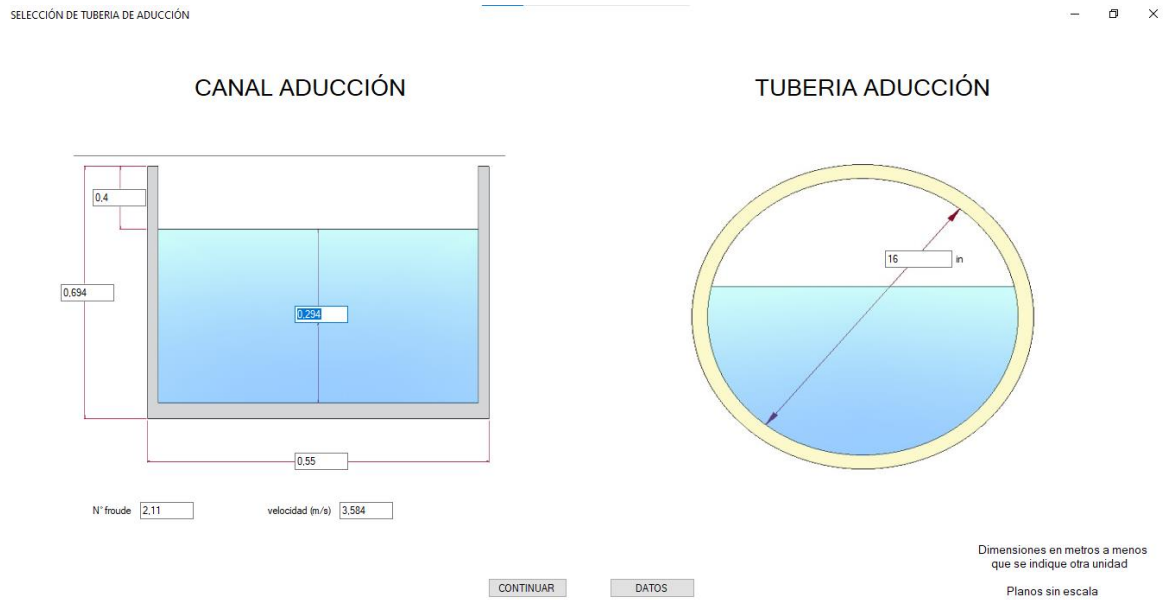 SELECCIÓN DE TUBERIA DE ADUCCIÓN
CANAL ADUCCIÓN
TUBERIA ADUCCIÓN
0,4
16 in
0,694
0,294
0,55
N° froude 2,11 velocidad (m/s) 3,584
Dimensiones en metros a menos
que se indique otra unidad
CONTINUAR
DATOS
Planos sin escala